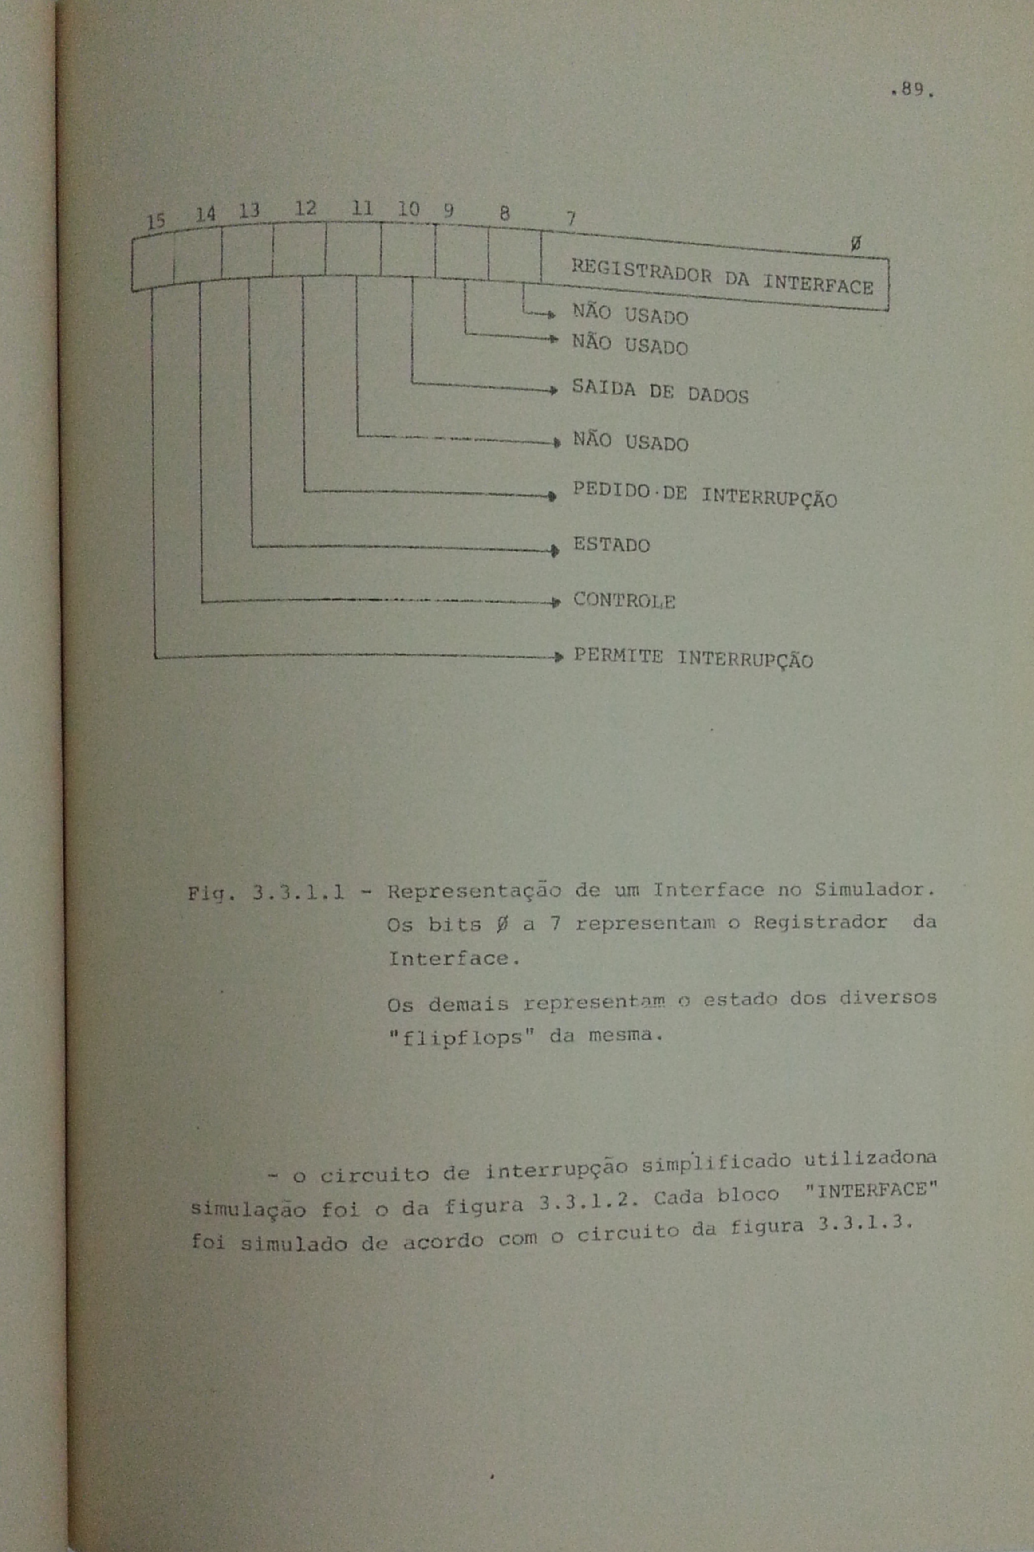 .89.
15 14 13 12 11 10 9 8 7 Ø
REGISTRADOR DA INTERFACE
NÃO USADO
NÃO USADO
SAIDA DE DADOS
NÃO USADO
PEDIDO DE INTERRUPÇÃO
ESTADO
CONTROLE
PERMITE INTERRUPÇÃO
Fig. 3.3.1.1 - Representação de um Interface no Simulador.
Os bits Ø a 7 representam o Registrador da
Interface.
Os demais representam o estado dos diversos
"flipflops" da mesma.
- o circuito de interrupção simplificado utilizadona
simulação foi o da figura 3.3.1.2. Cada bloco "INTERFACE"
foi simulado de acordo com o circuito da figura 3.3.1.3.